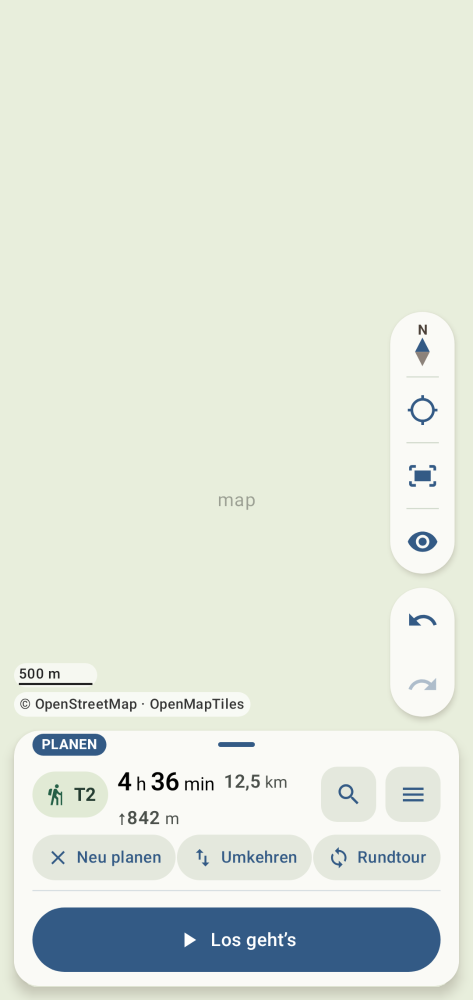 N
map
500 m
© OpenStreetMap · OpenMapTiles
PLANEN
T2 4 h 36 min 12,5 km
↑842 m
Neu planen Umkehren Rundtour
Los geht’s